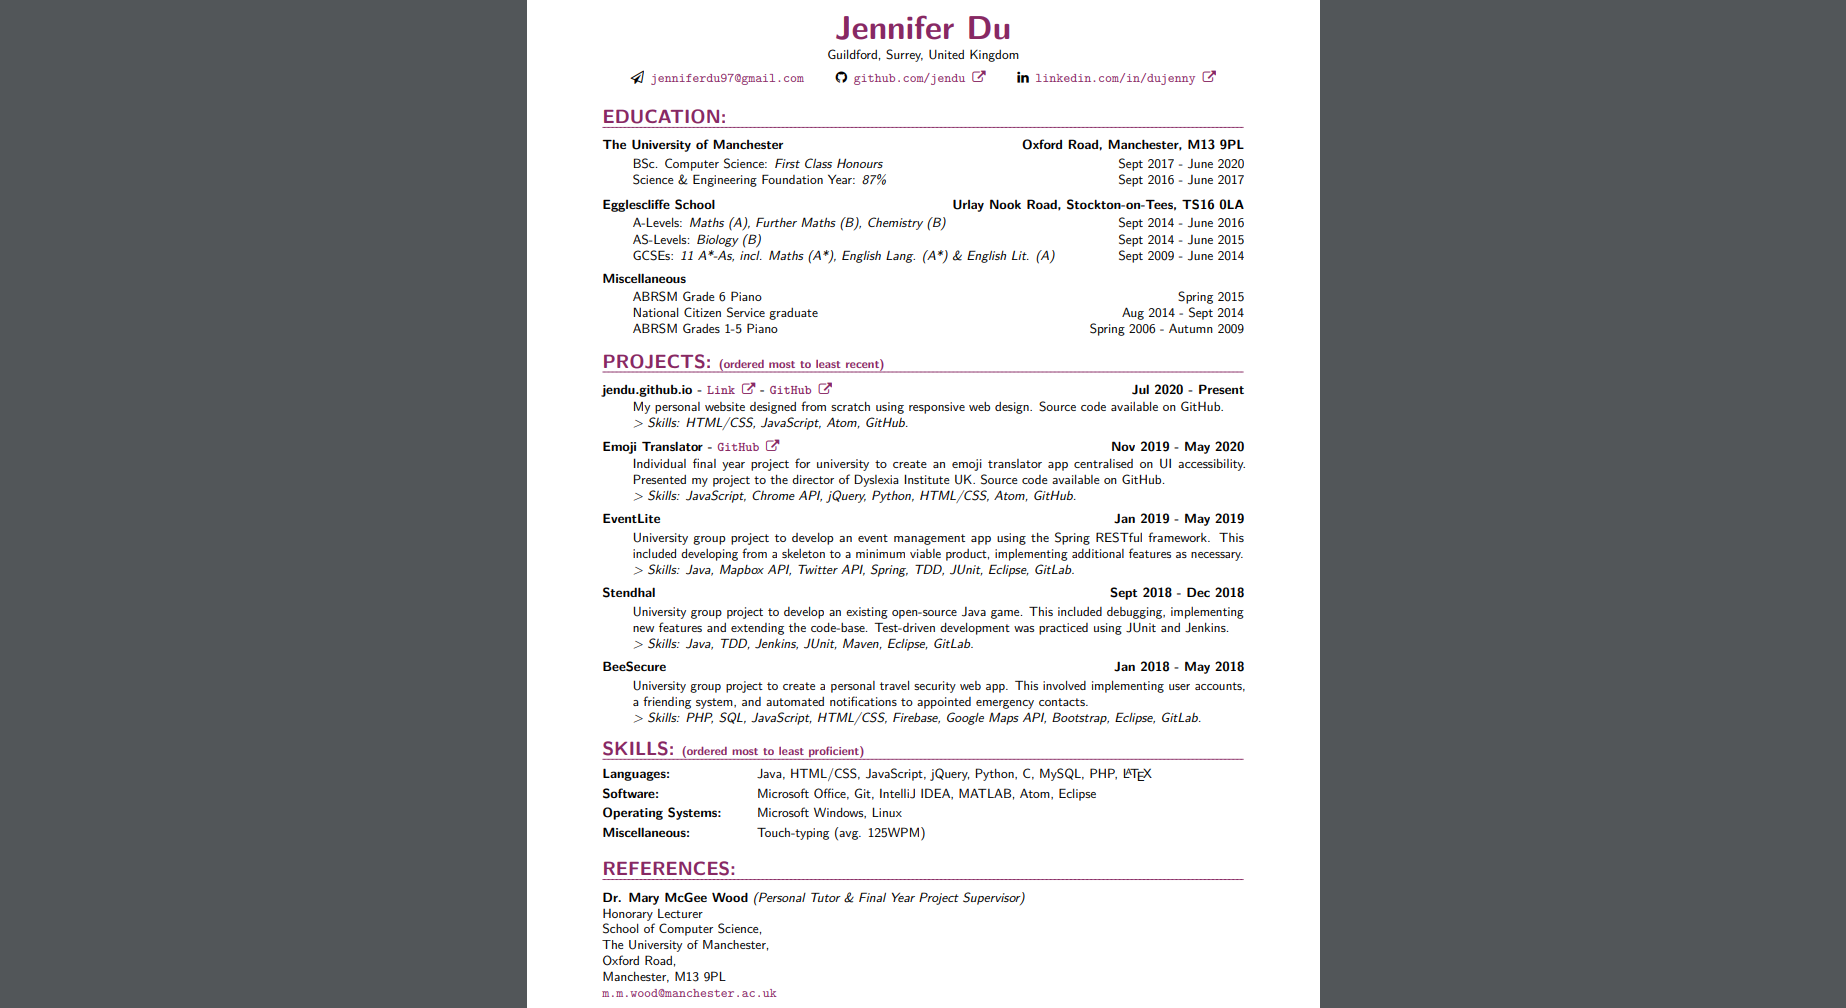 Jennifer Du
Guildford, Surrey, United Kingdom
jenniferdu97@gmail.com github.com/jendu linkedin.com/in/dujenny
EDUCATION:
The University of Manchester Oxford Road, Manchester, M13 9PL
BSc. Computer Science: First Class Honours Sept 2017 - June 2020
Science & Engineering Foundation Year: 87% Sept 2016 - June 2017
Egglescliffe School Urlay Nook Road, Stockton-on-Tees, TS16 0LA
A-Levels: Maths (A), Further Maths (B), Chemistry (B) Sept 2014 - June 2016
AS-Levels: Biology (B) Sept 2014 - June 2015
GCSEs: 11 A*-As, incl. Maths (A*), English Lang. (A*) & English Lit. (A) Sept 2009 - June 2014
Miscellaneous
ABRSM Grade 6 Piano Spring 2015
National Citizen Service graduate Aug 2014 - Sept 2014
ABRSM Grades 1-5 Piano Spring 2006 - Autumn 2009
PROJECTS: (ordered most to least recent)
jendu.github.io - Link - GitHub Jul 2020 - Present
My personal website designed from scratch using responsive web design. Source code available on GitHub.
> Skills: HTML/CSS, JavaScript, Atom, GitHub.
Emoji Translator - GitHub Nov 2019 - May 2020
Individual final year project for university to create an emoji translator app centralised on UI accessibility.
Presented my project to the director of Dyslexia Institute UK. Source code available on GitHub.
> Skills: JavaScript, Chrome API, jQuery, Python, HTML/CSS, Atom, GitHub.
EventLite Jan 2019 - May 2019
University group project to develop an event management app using the Spring RESTful framework. This
included developing from a skeleton to a minimum viable product, implementing additional features as necessary.
> Skills: Java, Mapbox API, Twitter API, Spring, TDD, JUnit, Eclipse, GitLab.
Stendhal Sept 2018 - Dec 2018
University group project to develop an existing open-source Java game. This included debugging, implementing
new features and extending the code-base. Test-driven development was practiced using JUnit and Jenkins.
> Skills: Java, TDD, Jenkins, JUnit, Maven, Eclipse, GitLab.
BeeSecure Jan 2018 - May 2018
University group project to create a personal travel security web app. This involved implementing user accounts,
a friending system, and automated notifications to appointed emergency contacts.
> Skills: PHP, SQL, JavaScript, HTML/CSS, Firebase, Google Maps API, Bootstrap, Eclipse, GitLab.
SKILLS: (ordered most to least proficient)
Languages: Java, HTML/CSS, JavaScript, jQuery, Python, C, MySQL, PHP, LATEX
Software: Microsoft Office, Git, IntelliJ IDEA, MATLAB, Atom, Eclipse
Operating Systems: Microsoft Windows, Linux
Miscellaneous: Touch-typing (avg. 125WPM)
REFERENCES:
Dr. Mary McGee Wood (Personal Tutor & Final Year Project Supervisor)
Honorary Lecturer
School of Computer Science,
The University of Manchester,
Oxford Road,
Manchester, M13 9PL
m.m.wood@manchester.ac.uk